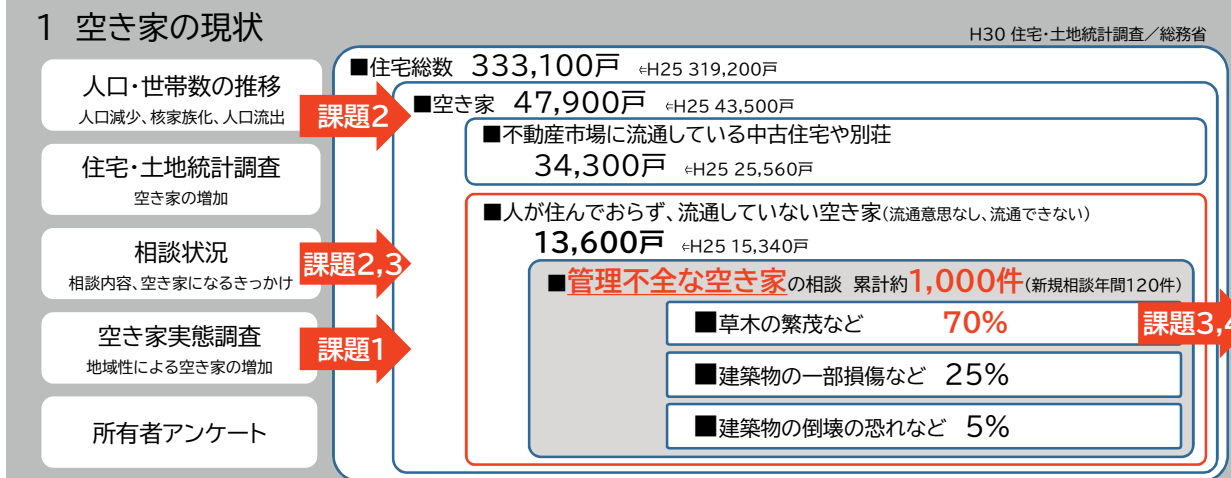 1 空き家の現状
H30 住宅・土地統計調査／総務省
人口・世帯数の推移
人口減少、核家族化、人口流出
課題2
住宅・土地統計調査
空き家の増加
相談状況
相談内容、空き家になるきっかけ
課題2,3
空き家実態調査
地域性による空き家の増加
課題1
所有者アンケート
■住宅総数 333,100戸 ⇐H25 319,200戸
■空き家 47,900戸 ⇐H25 43,500戸
■不動産市場に流通している中古住宅や別荘
34,300戸 ⇐H25 25,560戸
■人が住んでおらず、流通していない空き家(流通意思なし、流通できない)
13,600戸 ⇐H25 15,340戸
■管理不全な空き家の相談 累計約1,000件(新規相談年間120件)
■草木の繁茂など 70%
課題3,4
■建築物の一部損傷など 25%
■建築物の倒壊の恐れなど 5%